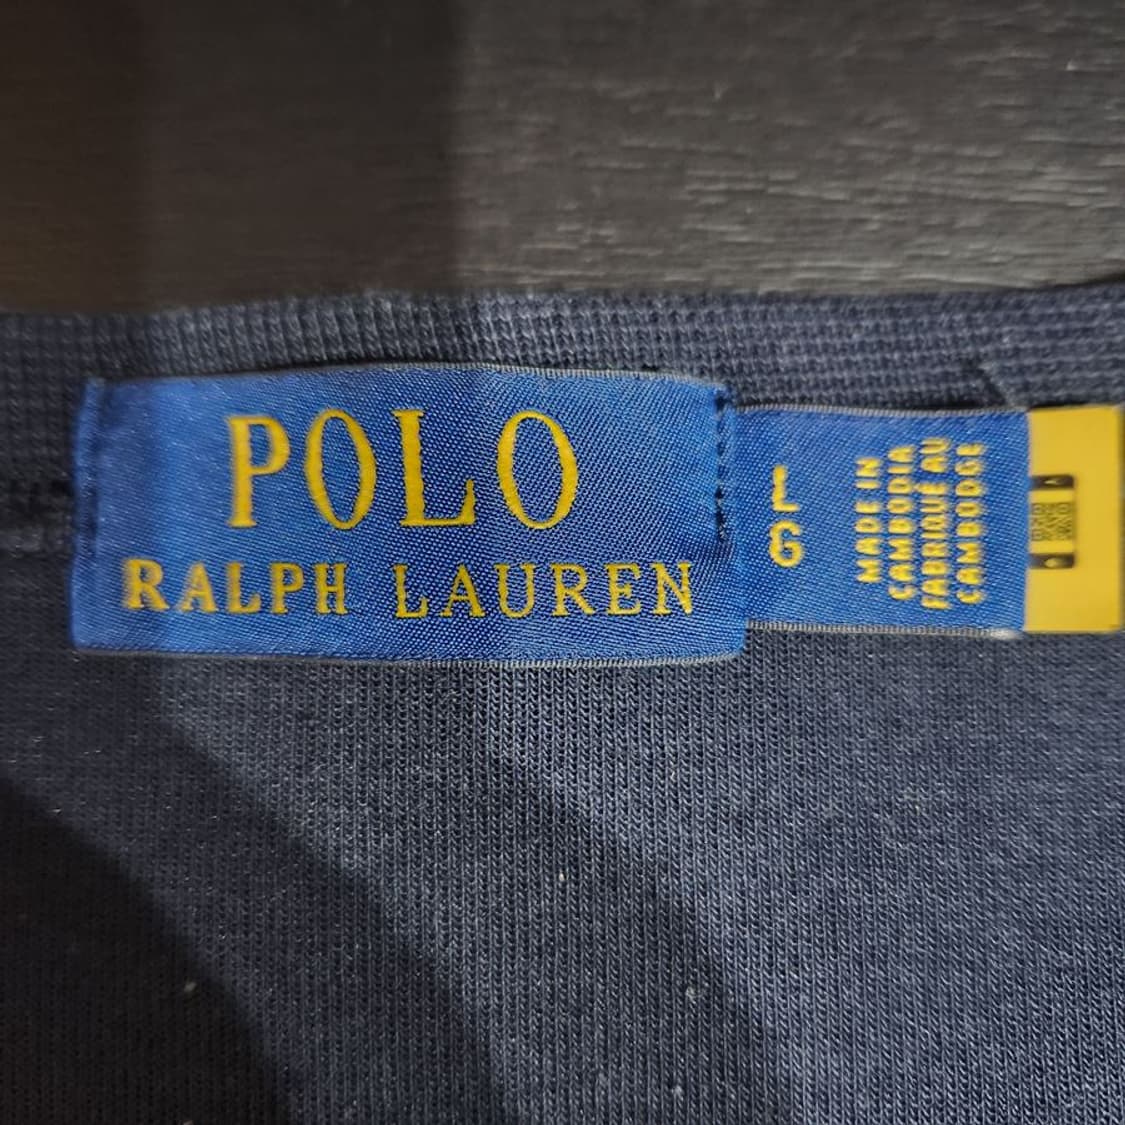 POLO
RALPH LAUREN
L
G
MADE IN
CAMBODIA
FABRIQUÉ AU
CAMBODGE